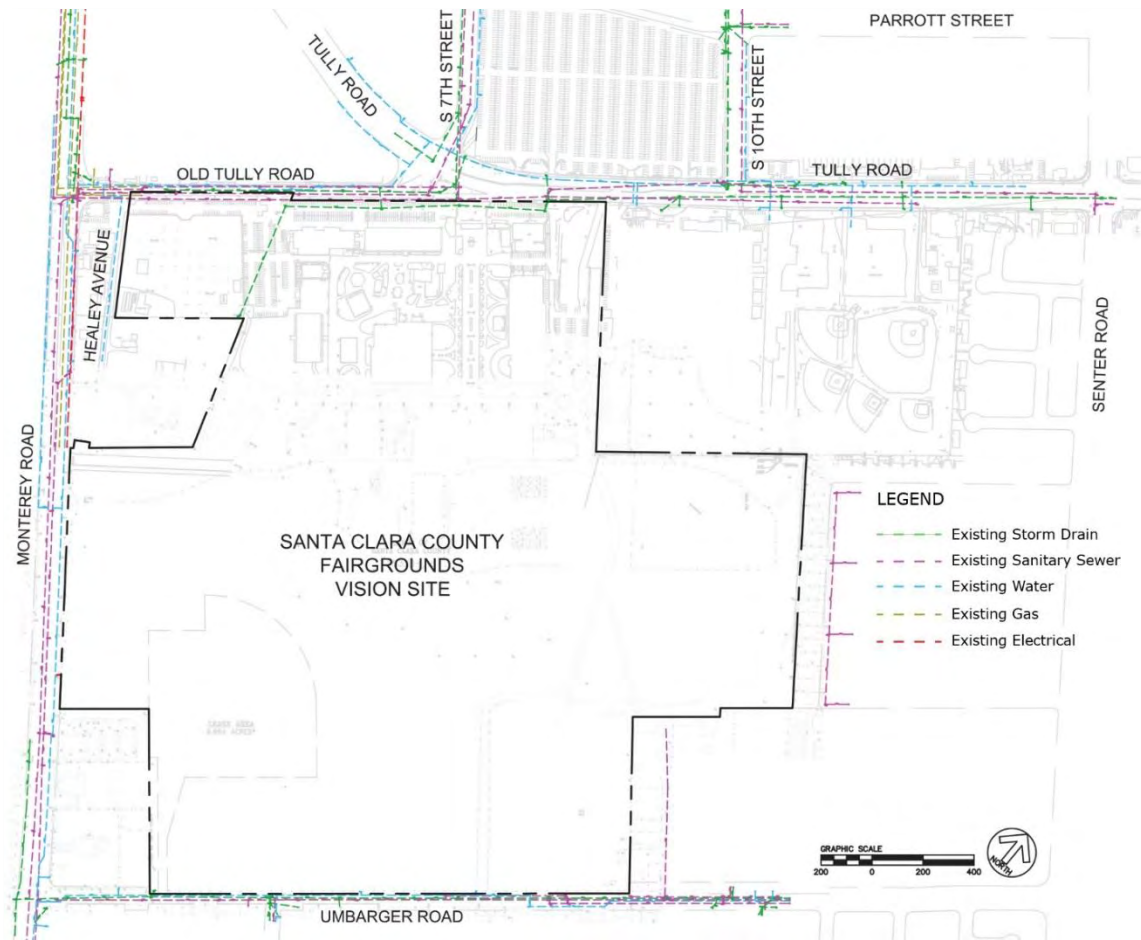 PARROTT STREET
TULLY ROAD
S 7TH STREET
S 10TH STREET
OLD TULLY ROAD
TULLY ROAD
HEALEY AVENUE
MONTEREY ROAD
SENTER ROAD
SANTA CLARA COUNTY
FAIRGROUNDS
VISION SITE
LEGEND
Existing Storm Drain
Existing Sanitary Sewer
Existing Water
Existing Gas
Existing Electrical
GRAPHIC SCALE
200 0 200 400
NORTH
UMBARGER ROAD